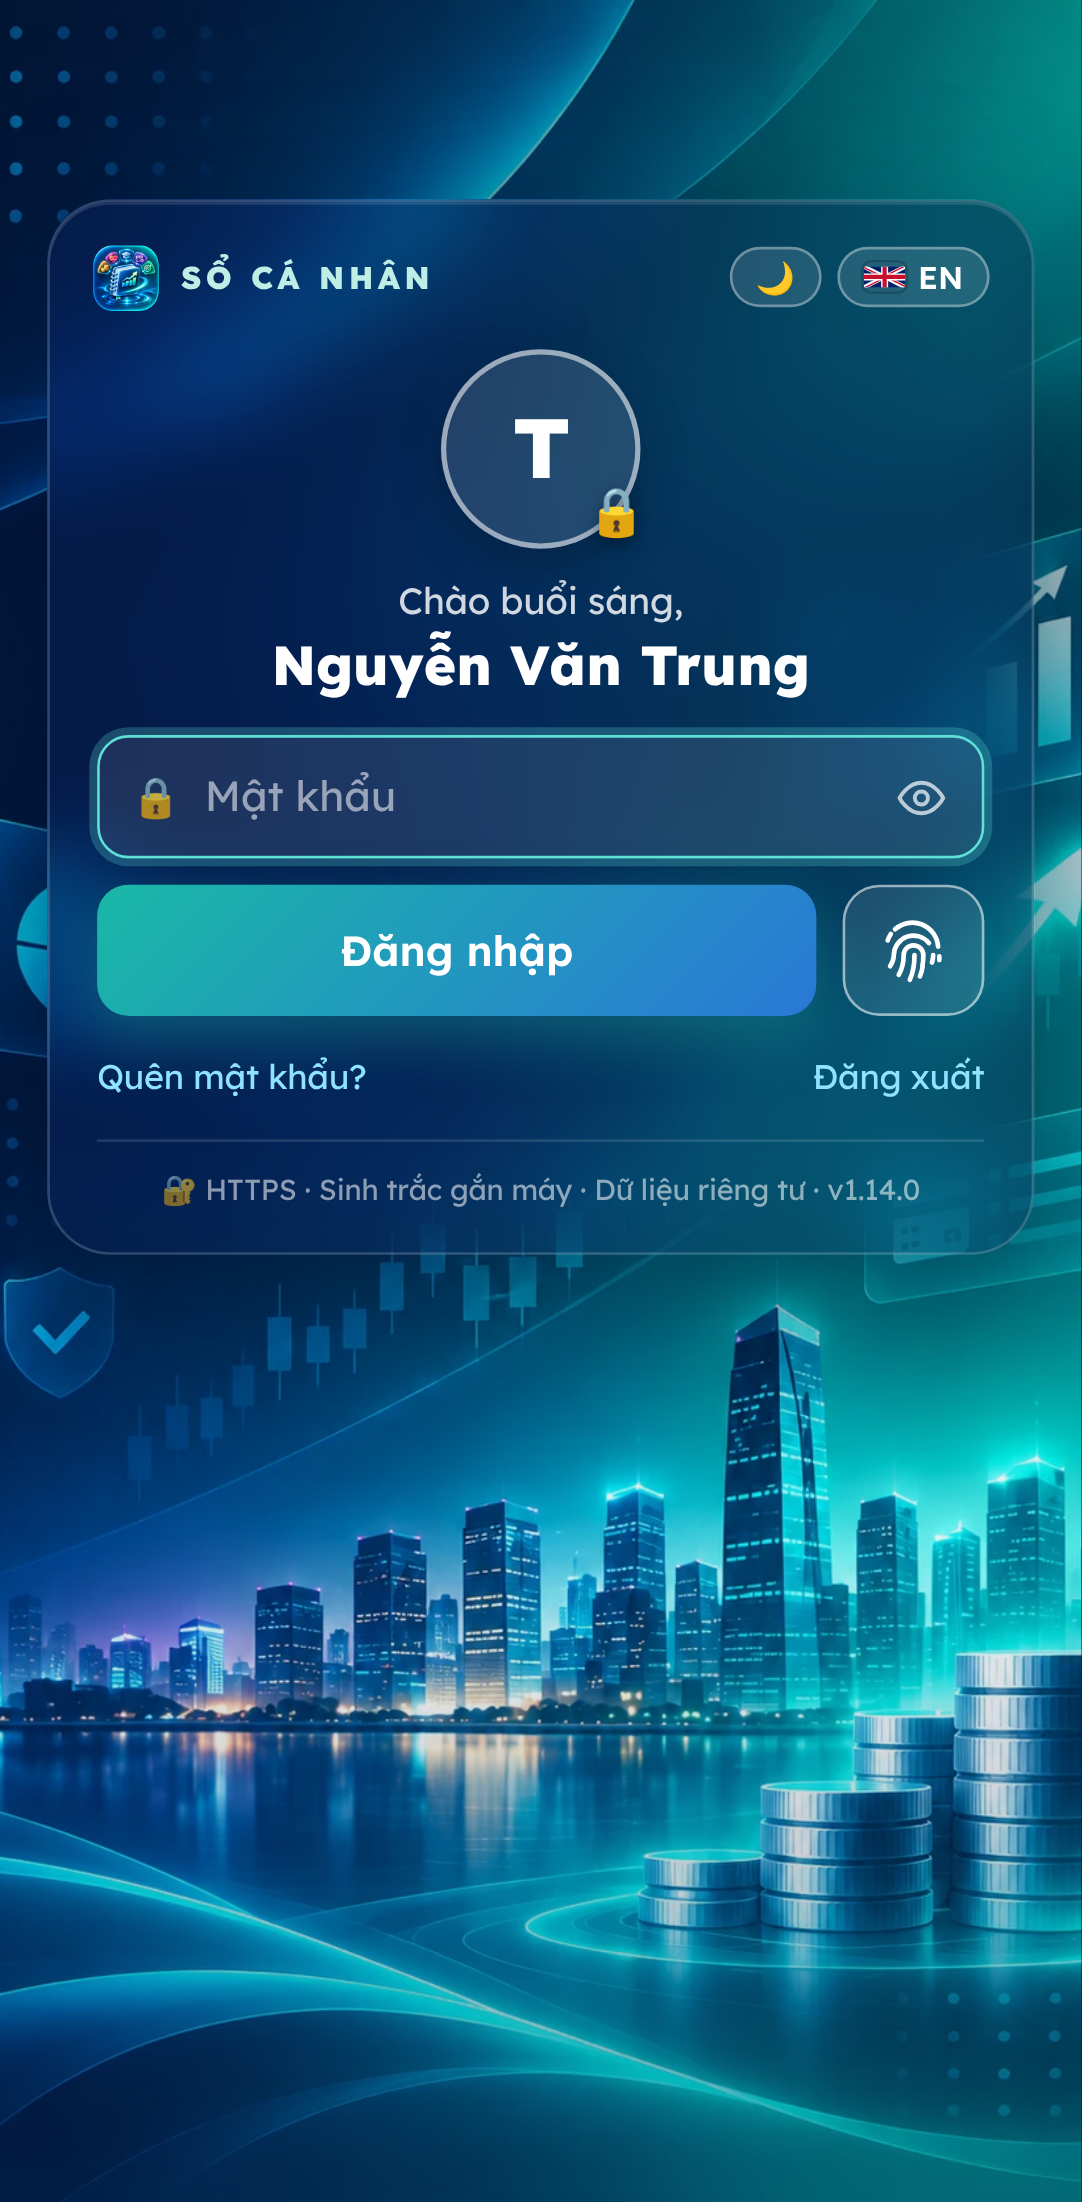 SỔ CÁ NHÂN
EN
T
Chào buổi sáng,
Nguyễn Văn Trung
Mật khẩu
Đăng nhập
Quên mật khẩu?
Đăng xuất
HTTPS · Sinh trắc gắn máy · Dữ liệu riêng tư · v1.14.0